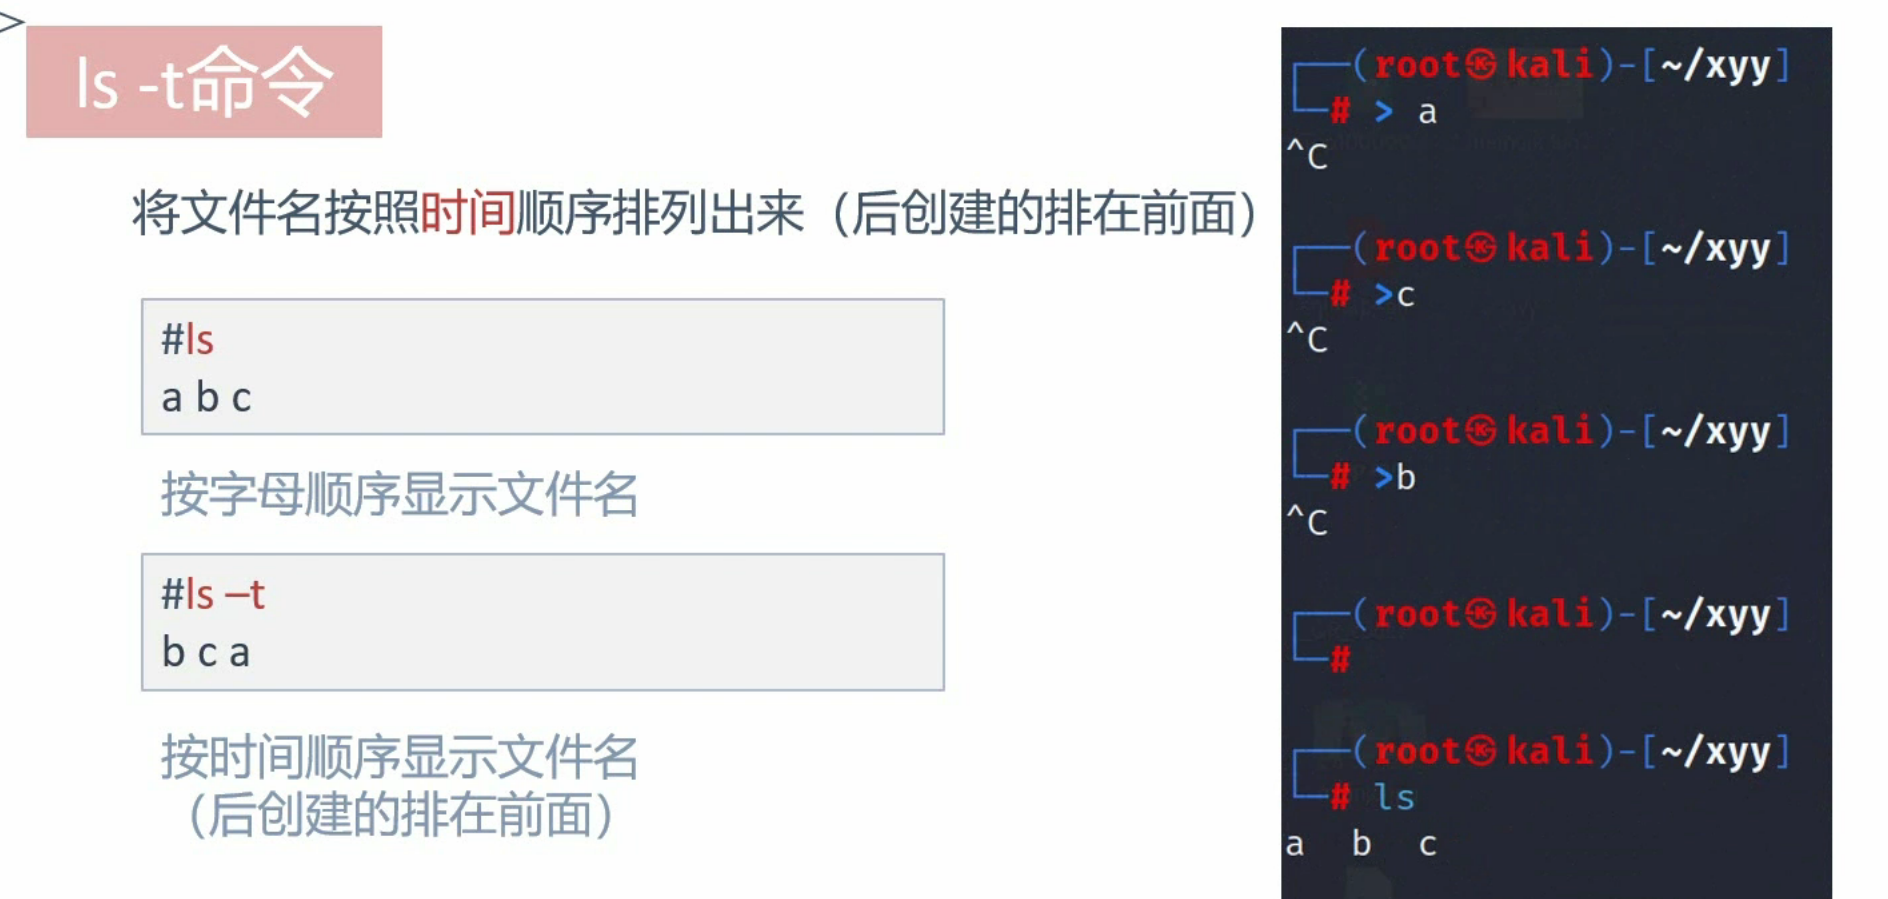 >
ls -t命令
将文件名按照时间顺序排列出来（后创建的排在前面）
#ls
a b c
按字母顺序显示文件名
#ls –t
b c a
按时间顺序显示文件名
（后创建的排在前面）
┌──(root㉿kali)-[~/xyy]
└─# > a
^C
┌──(root㉿kali)-[~/xyy]
└─# >c
^C
┌──(root㉿kali)-[~/xyy]
└─# >b
^C
┌──(root㉿kali)-[~/xyy]
└─#
┌──(root㉿kali)-[~/xyy]
└─# ls
a b c